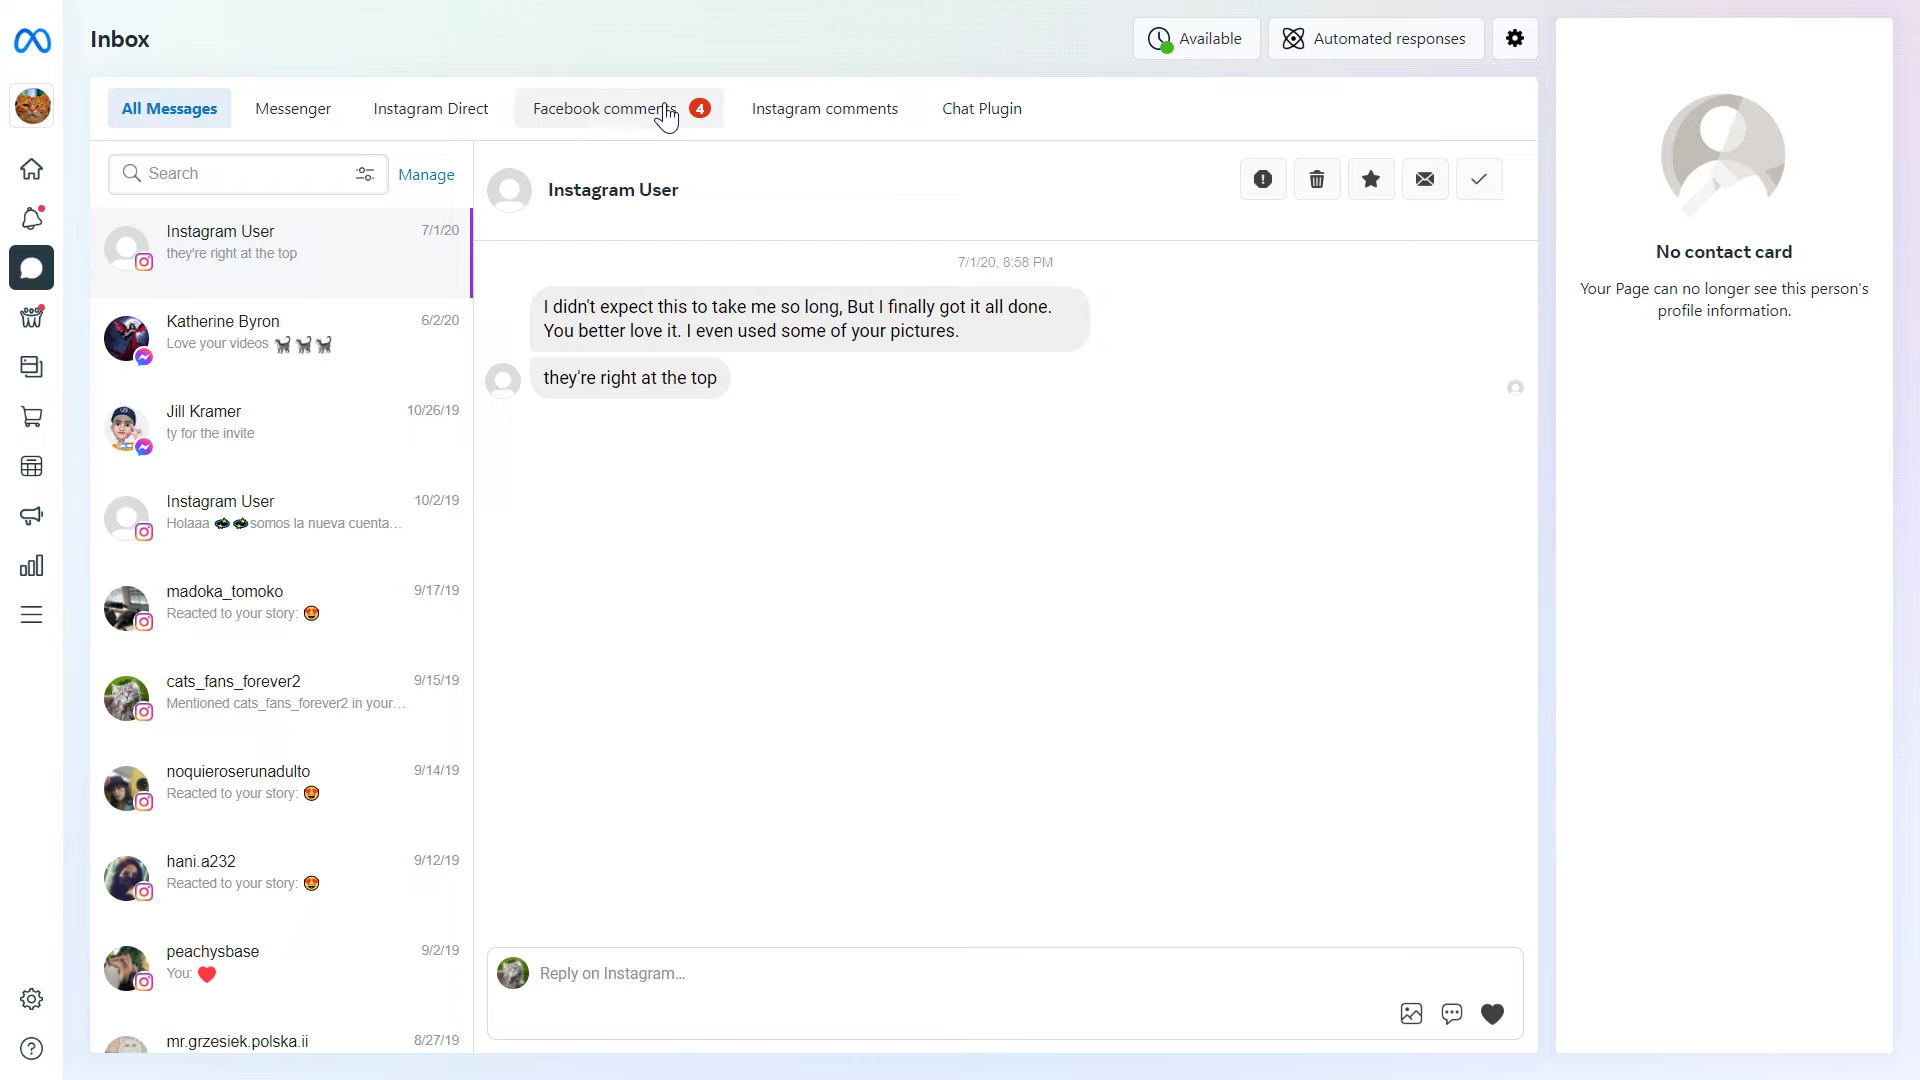 Inbox
Available
Automated responses
All Messages
Messenger
Instagram Direct
Facebook comments
4
Instagram comments
Chat Plugin
Search
Manage
Instagram User
7/1/20
they're right at the top
Katherine Byron
6/2/20
Love your videos 🐈‍⬛🐈‍⬛🐈‍⬛
Jill Kramer
10/26/19
ty for the invite
Instagram User
10/2/19
Holaaa somos la nueva cuenta...
madoka_tomoko
9/17/19
Reacted to your story: 😍
cats_fans_forever2
9/15/19
Mentioned cats_fans_forever2 in your...
noquieroserunadulto
9/14/19
Reacted to your story: 😍
hani.a232
9/12/19
Reacted to your story: 😍
peachysbase
9/2/19
You: ❤️
mr.grzesiek.polska.ii
8/27/19
Instagram User
7/1/20, 8:58 PM
I didn't expect this to take me so long, But I finally got it all done.
You better love it. I even used some of your pictures.
they're right at the top
Reply on Instagram...
No contact card
Your Page can no longer see this person's
profile information.